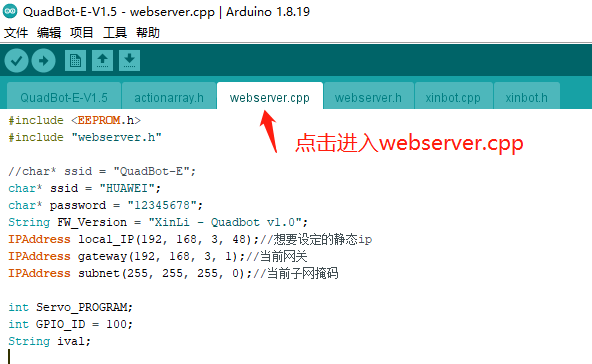 QuadBot-E-V1.5 - webserver.cpp | Arduino 1.8.19
文件 编辑 项目 工具 帮助
QuadBot-E-V1.5 actionarray.h webserver.cpp webserver.h xinbot.cpp xinbot.h
#include <EEPROM.h>
#include "webserver.h"
点击进入webserver.cpp
//char* ssid = "QuadBot-E";
char* ssid = "HUAWEI";
char* password = "12345678";
String FW_Version = "XinLi - Quadbot v1.0";
IPAddress local_IP(192, 168, 3, 48);//想要设定的静态ip
IPAddress gateway(192, 168, 3, 1);//当前网关
IPAddress subnet(255, 255, 255, 0);//当前子网掩码
int Servo_PROGRAM;
int GPIO_ID = 100;
String ival;